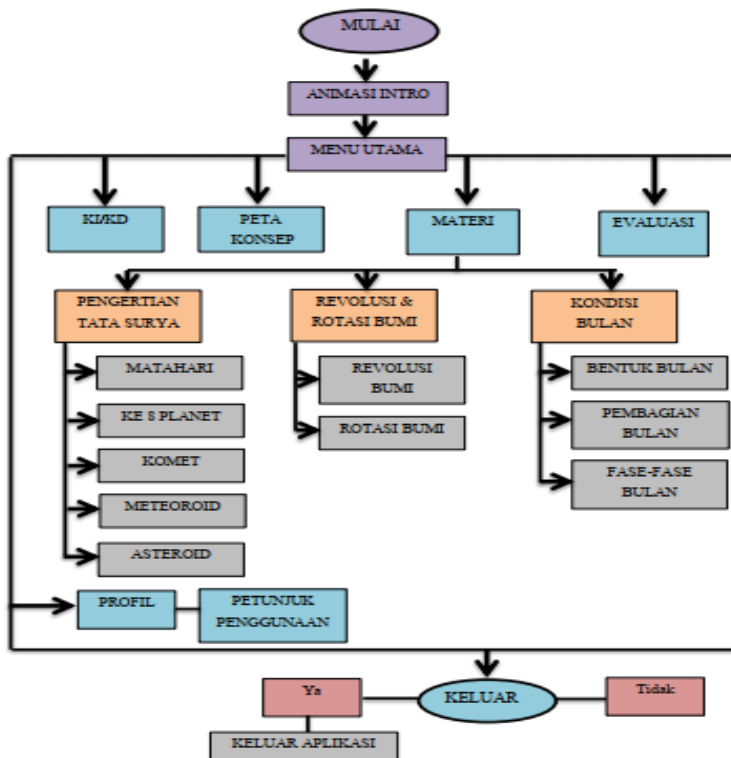 MULAI
ANIMASI INTRO
MENU UTAMA
KI/KD
PETA
KONSEP
MATERI
EVALUASI
PENGERTIAN
TATA SURYA
REVOLUSI &
ROTASI BUMI
KONDISI
BULAN
MATAHARI
KE 8 PLANET
KOMET
METEOROID
ASTEROID
REVOLUSI
BUMI
ROTASI BUMI
BENTUK BULAN
PEMBAGIAN
BULAN
FASE-FASE
BULAN
PROFIL
PETUNJUK
PENGGUNAAN
Ya
KELUAR
Tidak
KELUAR APLIKASI